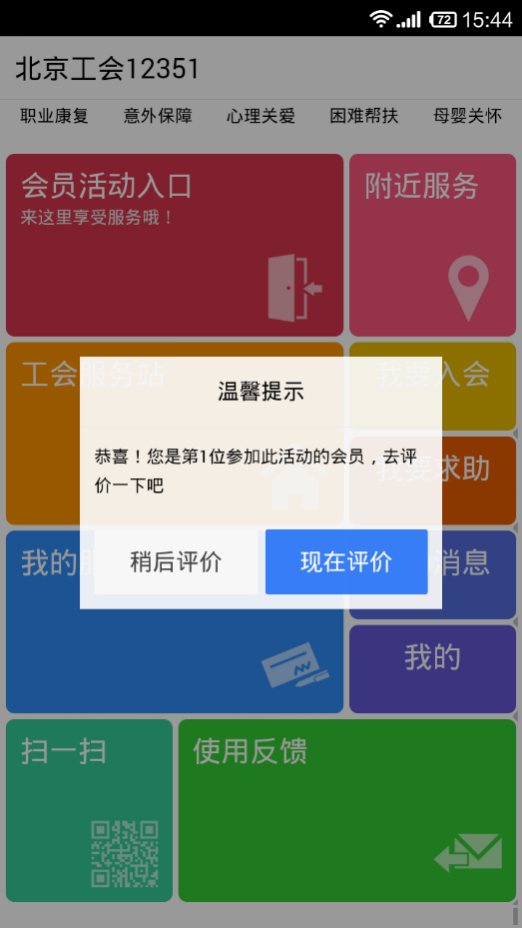 72 15:44
北京工会12351
职业康复 意外保障 心理关爱 困难帮扶 母婴关怀
会员活动入口
来这里享受服务哦！
附近服务
工会服务站
我要入会
温馨提示
恭喜！您是第1位参加此活动的会员，去评
价一下吧
我要求助
稍后评价 现在评价
我的
消息
我的
扫一扫
使用反馈